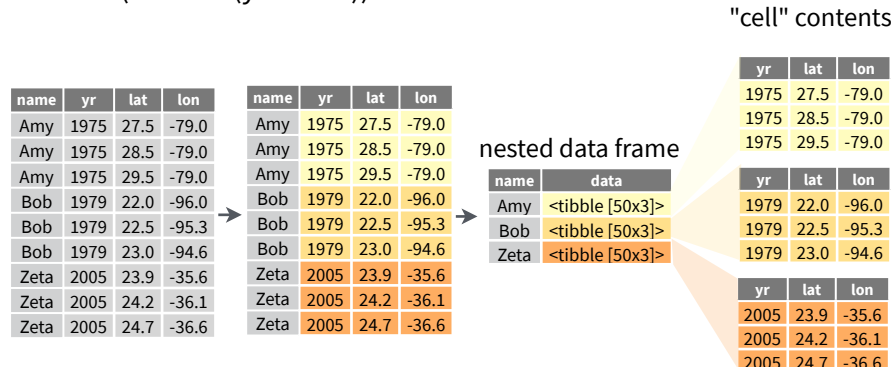 "cell" contents
name yr lat lon
Amy 1975 27.5 -79.0
Amy 1975 28.5 -79.0
Amy 1975 29.5 -79.0
Bob 1979 22.0 -96.0
Bob 1979 22.5 -95.3
Bob 1979 23.0 -94.6
Zeta 2005 23.9 -35.6
Zeta 2005 24.2 -36.1
Zeta 2005 24.7 -36.6
name yr lat lon
Amy 1975 27.5 -79.0
Amy 1975 28.5 -79.0
Amy 1975 29.5 -79.0
Bob 1979 22.0 -96.0
Bob 1979 22.5 -95.3
Bob 1979 23.0 -94.6
Zeta 2005 23.9 -35.6
Zeta 2005 24.2 -36.1
Zeta 2005 24.7 -36.6
nested data frame
name data
Amy <tibble [50x3]>
Bob <tibble [50x3]>
Zeta <tibble [50x3]>
yr lat lon
1975 27.5 -79.0
1975 28.5 -79.0
1975 29.5 -79.0
yr lat lon
1979 22.0 -96.0
1979 22.5 -95.3
1979 23.0 -94.6
yr lat lon
2005 23.9 -35.6
2005 24.2 -36.1
2005 24.7 -36.6